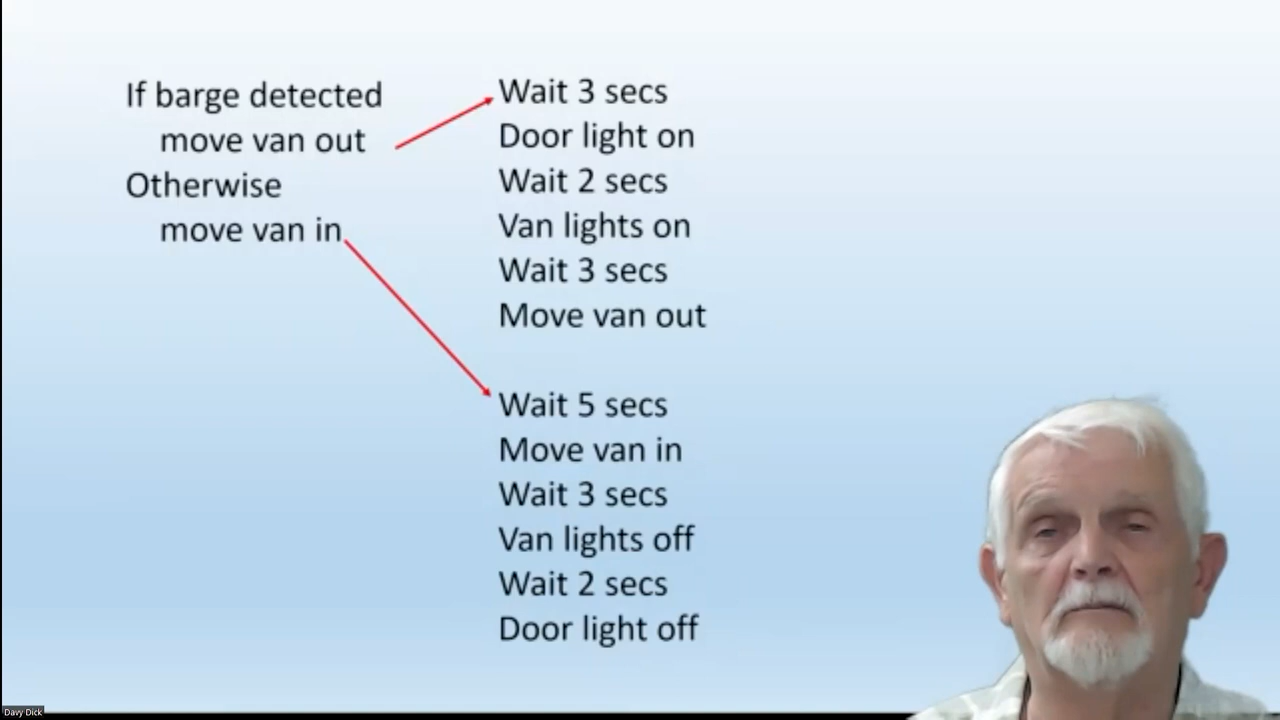 If barge detected
move van out
Otherwise
move van in
Wait 3 secs
Door light on
Wait 2 secs
Van lights on
Wait 3 secs
Move van out
Wait 5 secs
Move van in
Wait 3 secs
Van lights off
Wait 2 secs
Door light off
Davy Dick